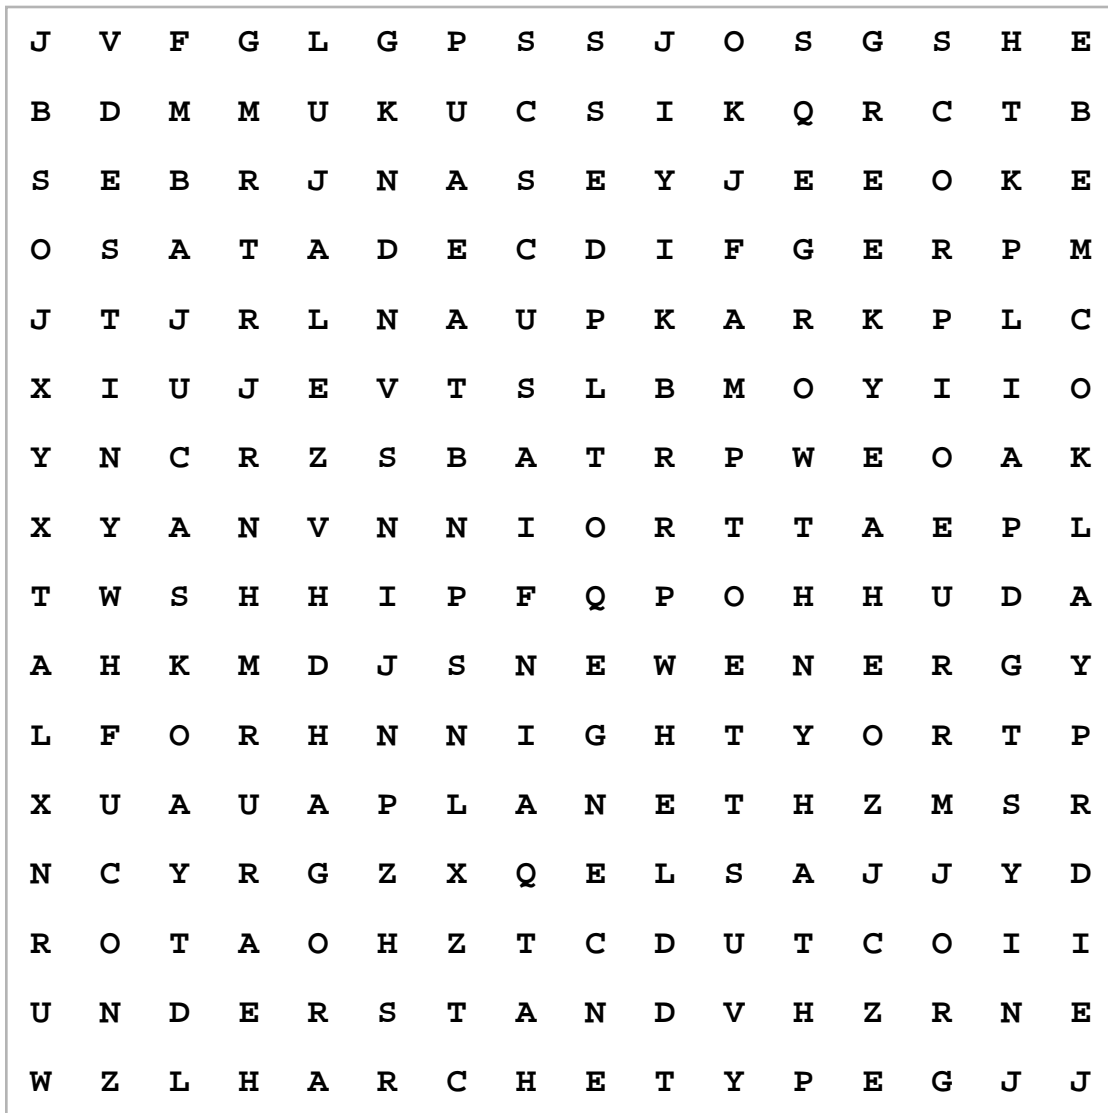 J V F G L G P S S J O S G S H E
B D M M U K U C S I K Q R C T B
S E B R J N A S E Y J E E O K E
O S A T A D E C D I F G E R P M
J T J R L N A U P K A R K P L C
X I U J E V T S L B M O Y I I O
Y N C R Z S B A T R P W E O A K
X Y A N V N N I O R T T A E P L
T W S H H I P F Q P O H H U D A
A H K M D J S N E W E N E R G Y
L F O R H N N I G H T Y O R T P
X U A U A P L A N E T H Z M S R
N C Y R G Z X Q E L S A J J Y D
R O T A O H Z T C D U T C O I I
U N D E R S T A N D V H Z R N E
W Z L H A R C H E T Y P E G J J